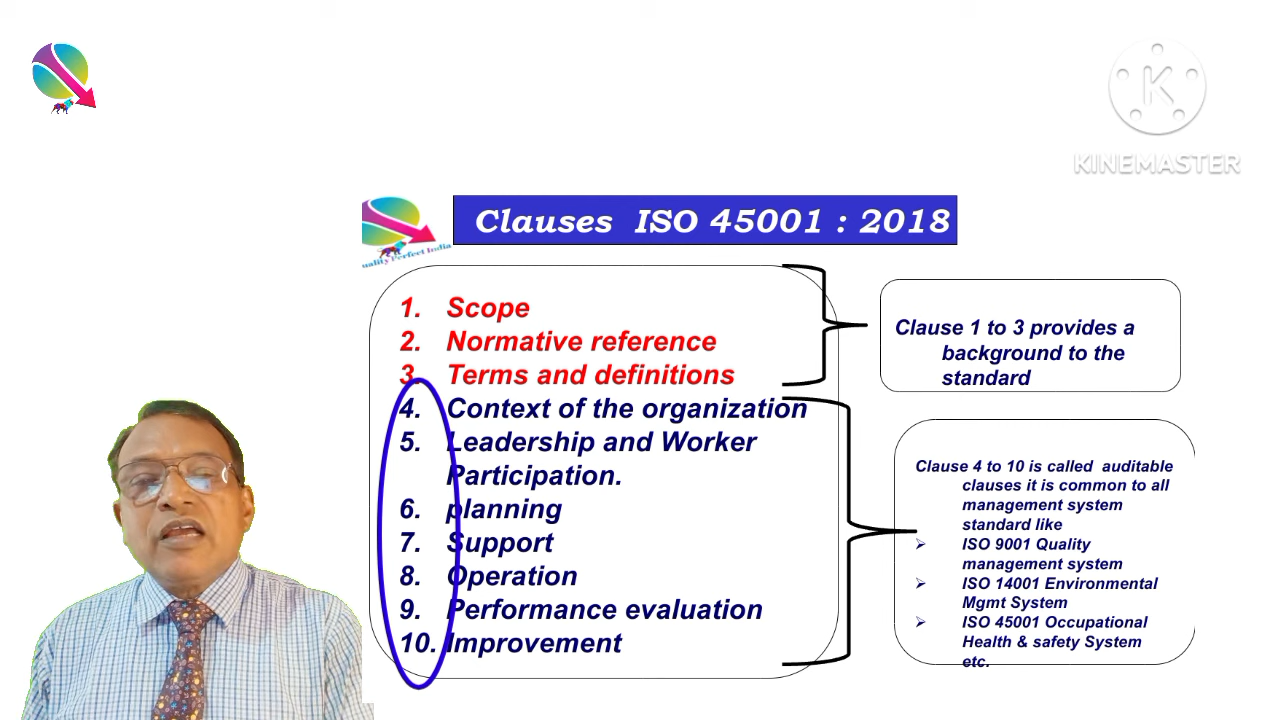 KINEMASTER
Clauses ISO 45001 : 2018
uality Perfect India
1. Scope
2. Normative reference
3. Terms and definitions
4. Context of the organization
5. Leadership and Worker
Participation.
6. planning
7. Support
8. Operation
9. Performance evaluation
10. Improvement
Clause 1 to 3 provides a
background to the
standard
Clause 4 to 10 is called auditable
clauses it is common to all
management system
standard like
➢ ISO 9001 Quality
management system
➢ ISO 14001 Environmental
Mgmt System
➢ ISO 45001 Occupational
Health & safety System
etc.